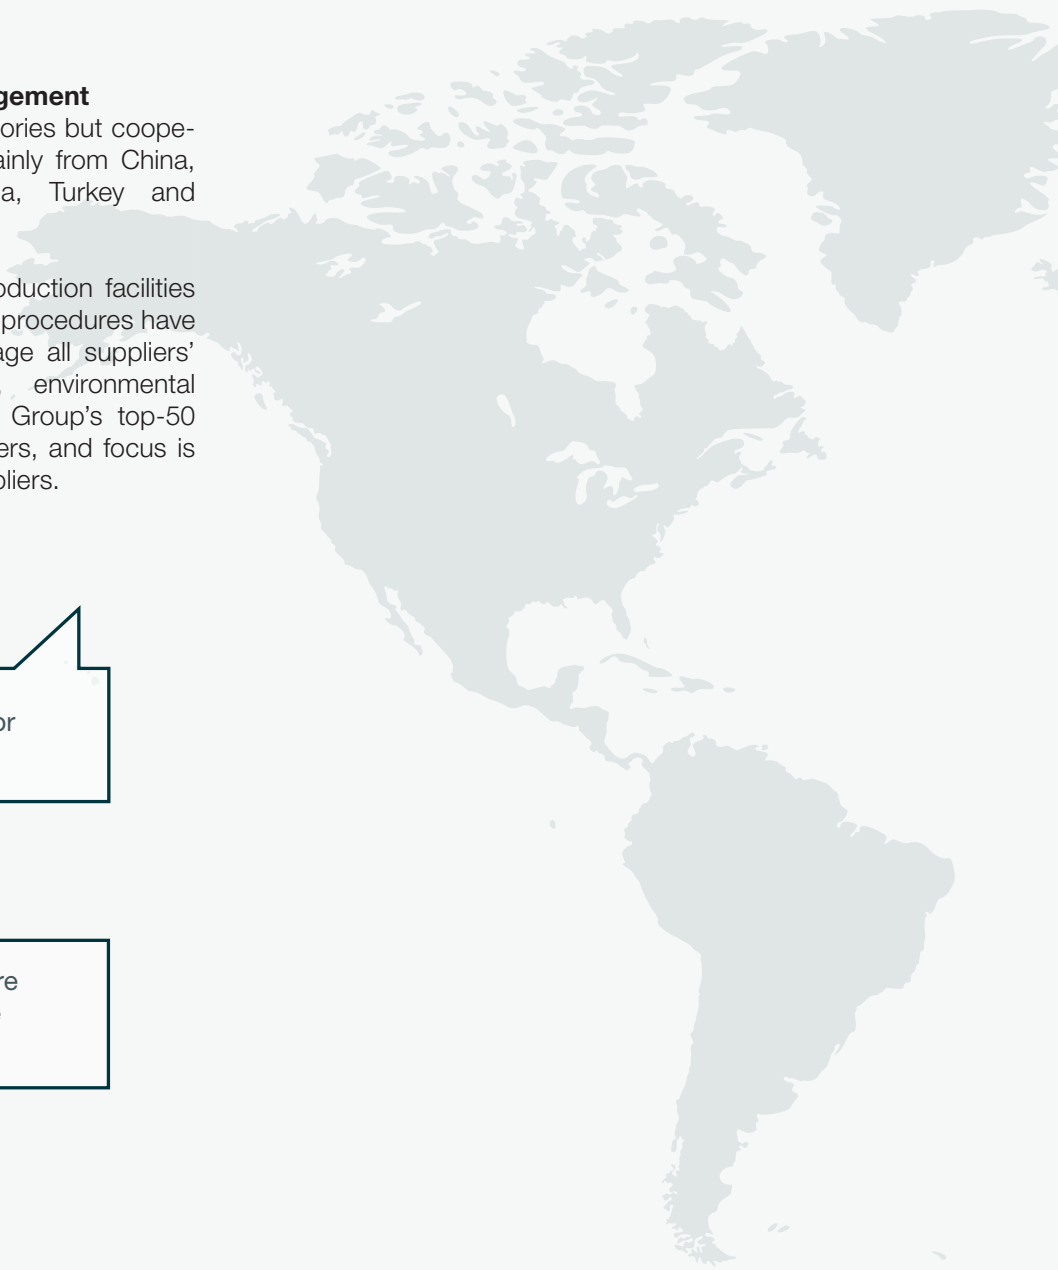 gement
ories but coope-
ainly from China,
a, Turkey and
oduction facilities
procedures have
age all suppliers’
environmental
Group’s top-50
ers, and focus is
pliers.
or
re